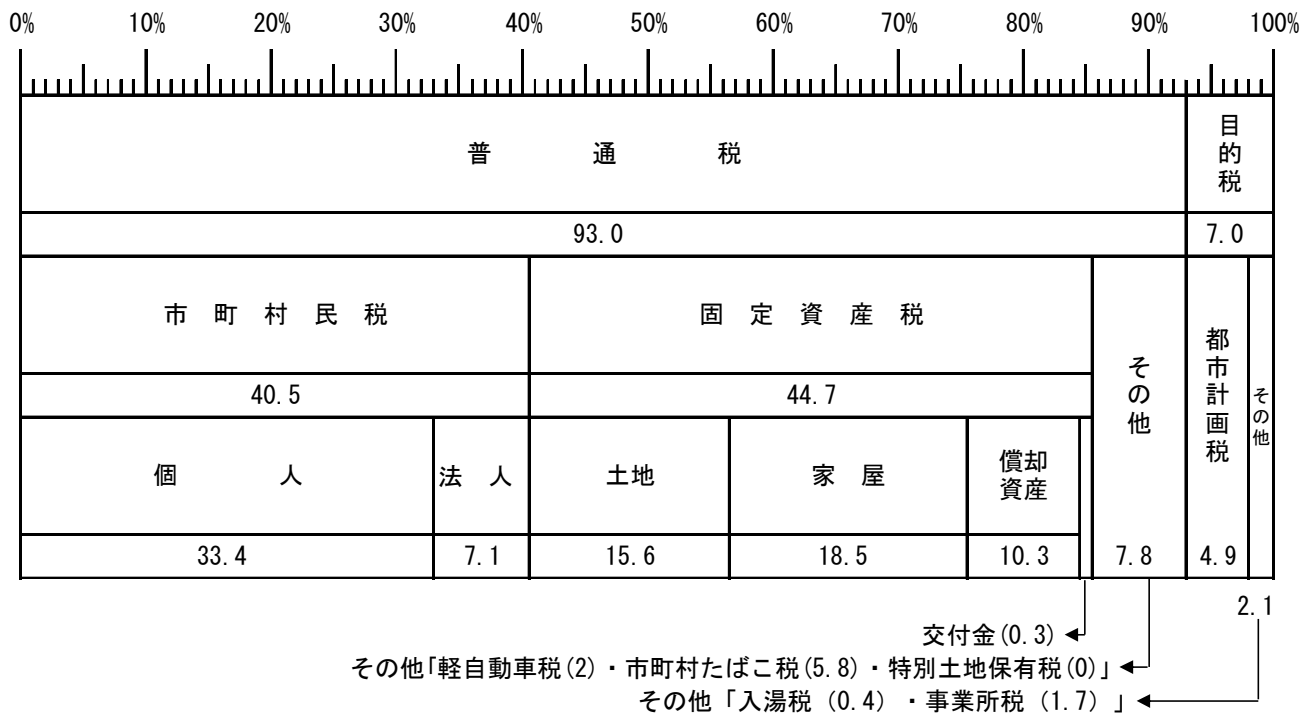 0% 10% 20% 30% 40% 50% 60% 70% 80% 90% 100%
普通税
目的税
93.0 7.0
市町村民税 固定資産税 その他 都市計画税 その他
40.5 44.7
個人 法人 土地 家屋 償却資産
33.4 7.1 15.6 18.5 10.3 7.8 4.9
2.1
交付金(0.3)
その他「軽自動車税(2)・市町村たばこ税(5.8)・特別土地保有税(0)」
その他「入湯税(0.4)・事業所税(1.7)」